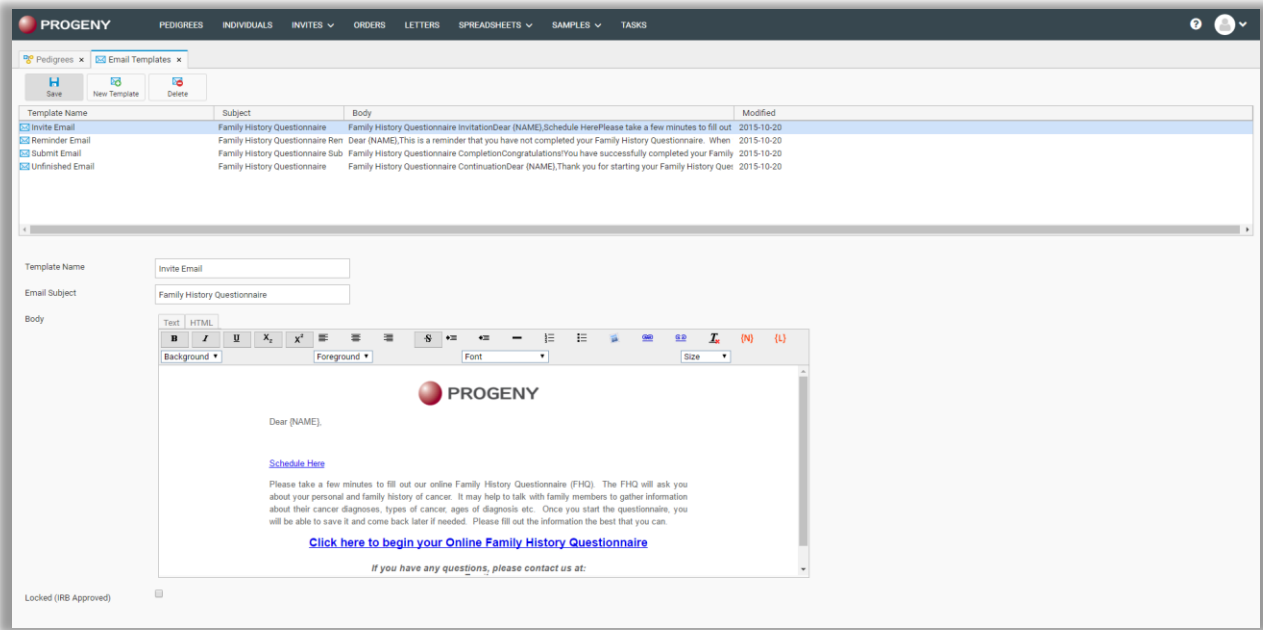 PROGENY PEDIGREES INDIVIDUALS INVITES ORDERS LETTERS SPREADSHEETS SAMPLES TASKS ?
Pedigrees x Email Templates x
Save New Template Delete
Template Name Subject Body Modified
Invite Email Family History Questionnaire Family History Questionnaire InvitationDear {NAME},Schedule HerePlease take a few minutes to fill out 2015-10-20
Reminder Email Family History Questionnaire Rem Dear {NAME},This is a reminder that you have not completed your Family History Questionnaire. When 2015-10-20
Submit Email Family History Questionnaire Sub Family History Questionnaire CompletionCongratulations!You have successfully completed your Family 2015-10-20
Unfinished Email Family History Questionnaire Family History Questionnaire ContinuationDear {NAME},Thank you for starting your Family History Ques 2015-10-20
Template Name Invite Email
Email Subject Family History Questionnaire
Body
Text HTML
B I U X2 X² S T {N} {L}
Background Foreground Font Size
PROGENY
Dear {NAME},
Schedule Here
Please take a few minutes to fill out our online Family History Questionnaire (FHQ). The FHQ will ask you
about your personal and family history of cancer. It may help to talk with family members to gather information
about their cancer diagnoses, types of cancer, ages of diagnosis etc. Once you start the questionnaire, you
will be able to save it and come back later if needed. Please fill out the information the best that you can.
Click here to begin your Online Family History Questionnaire
If you have any questions, please contact us at:
Locked (IRB Approved)